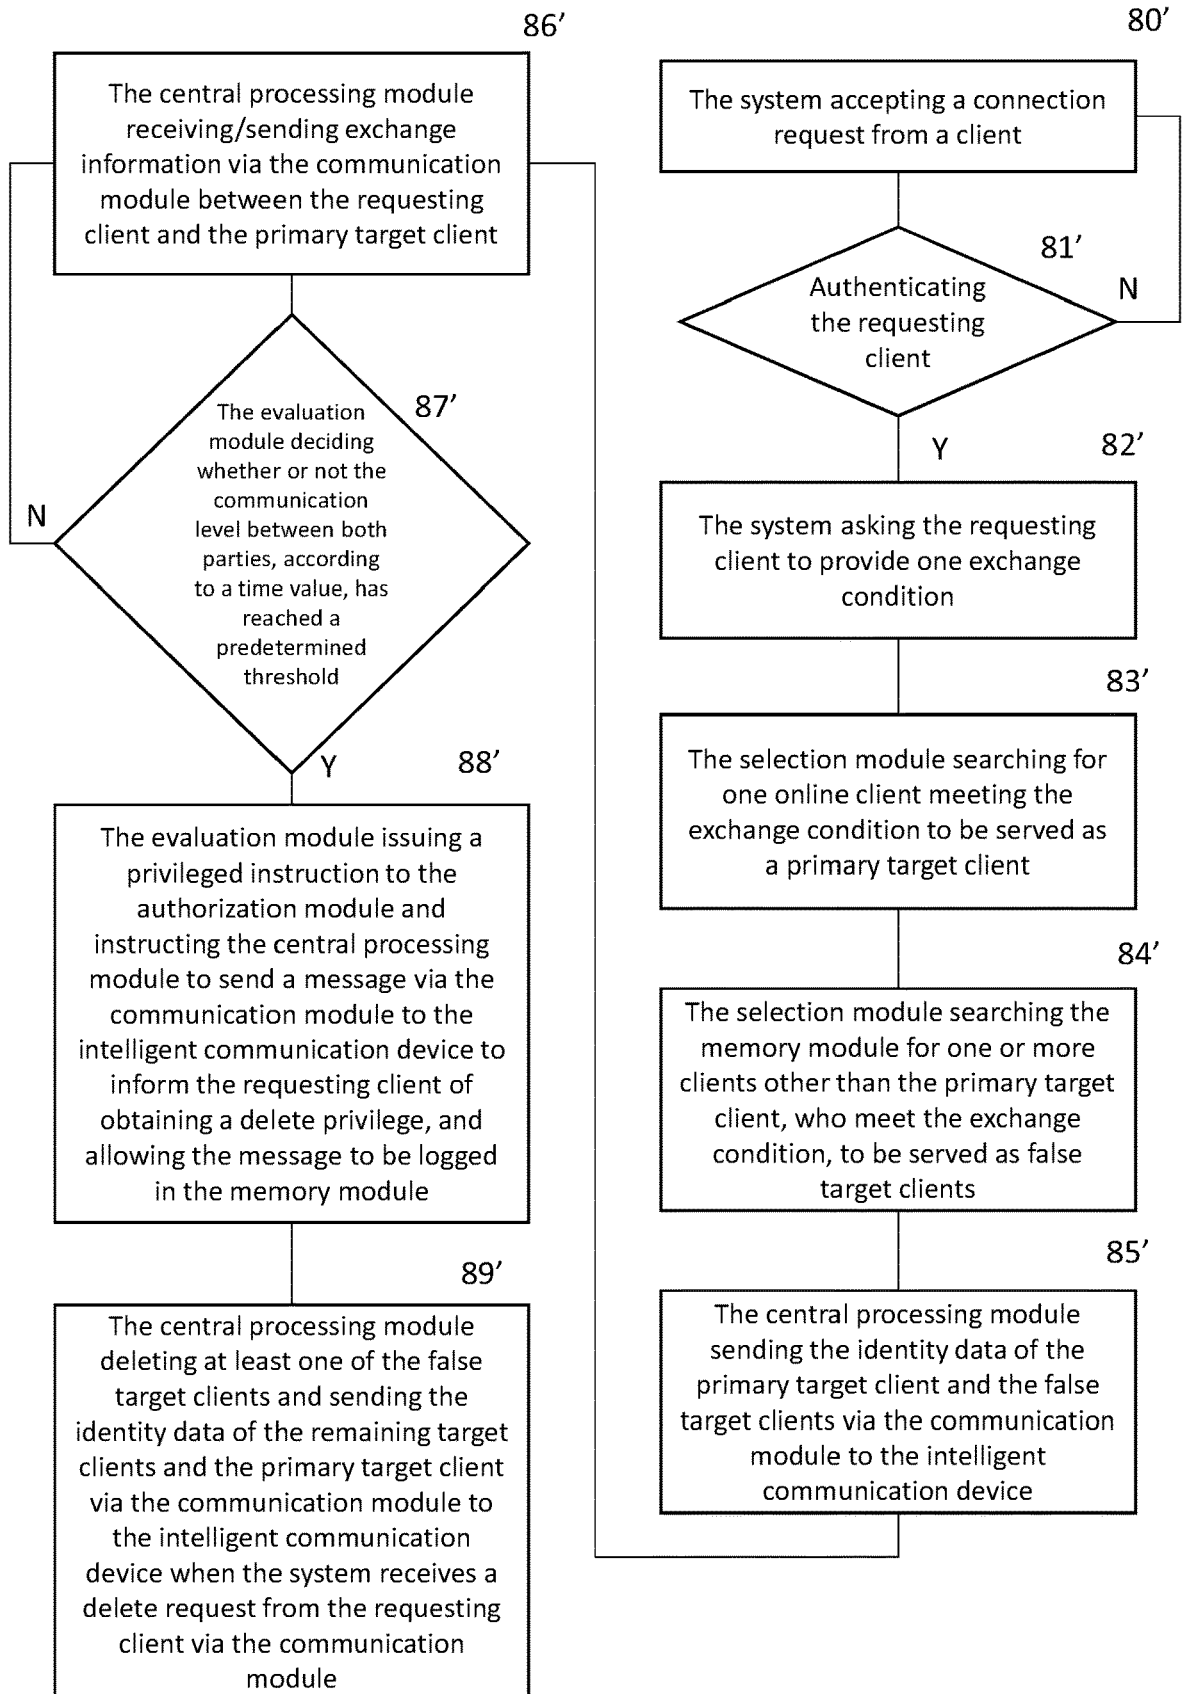 86’
The central processing module
receiving/sending exchange
information via the communication
module between the requesting
client and the primary target client
87’
The evaluation
module deciding
whether or not the
communication
level between both
parties, according
to a time value, has
reached a
predetermined
threshold
N
Y
88’
The evaluation module issuing a
privileged instruction to the
authorization module and
instructing the central processing
module to send a message via the
communication module to the
intelligent communication device to
inform the requesting client of
obtaining a delete privilege, and
allowing the message to be logged
in the memory module
89’
The central processing module
deleting at least one of the false
target clients and sending the
identity data of the remaining target
clients and the primary target client
via the communication module to
the intelligent communication
device when the system receives a
delete request from the requesting
client via the communication
module
80’
The system accepting a connection
request from a client
81’
Authenticating
the requesting
client
N
Y
82’
The system asking the requesting
client to provide one exchange
condition
83’
The selection module searching for
one online client meeting the
exchange condition to be served as
a primary target client
84’
The selection module searching the
memory module for one or more
clients other than the primary target
client, who meet the exchange
condition, to be served as false
target clients
85’
The central processing module
sending the identity data of the
primary target client and the false
target clients via the communication
module to the intelligent
communication device